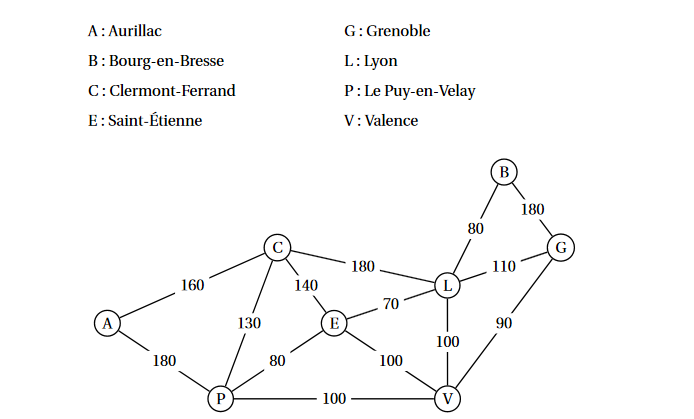 A : Aurillac
B : Bourg-en-Bresse
C : Clermont-Ferrand
E : Saint-Étienne
G : Grenoble
L : Lyon
P : Le Puy-en-Velay
V : Valence
B
180
80
C
G
180
110
160
140
L
70
A
130
E
90
100
180
80
100
P
100
V